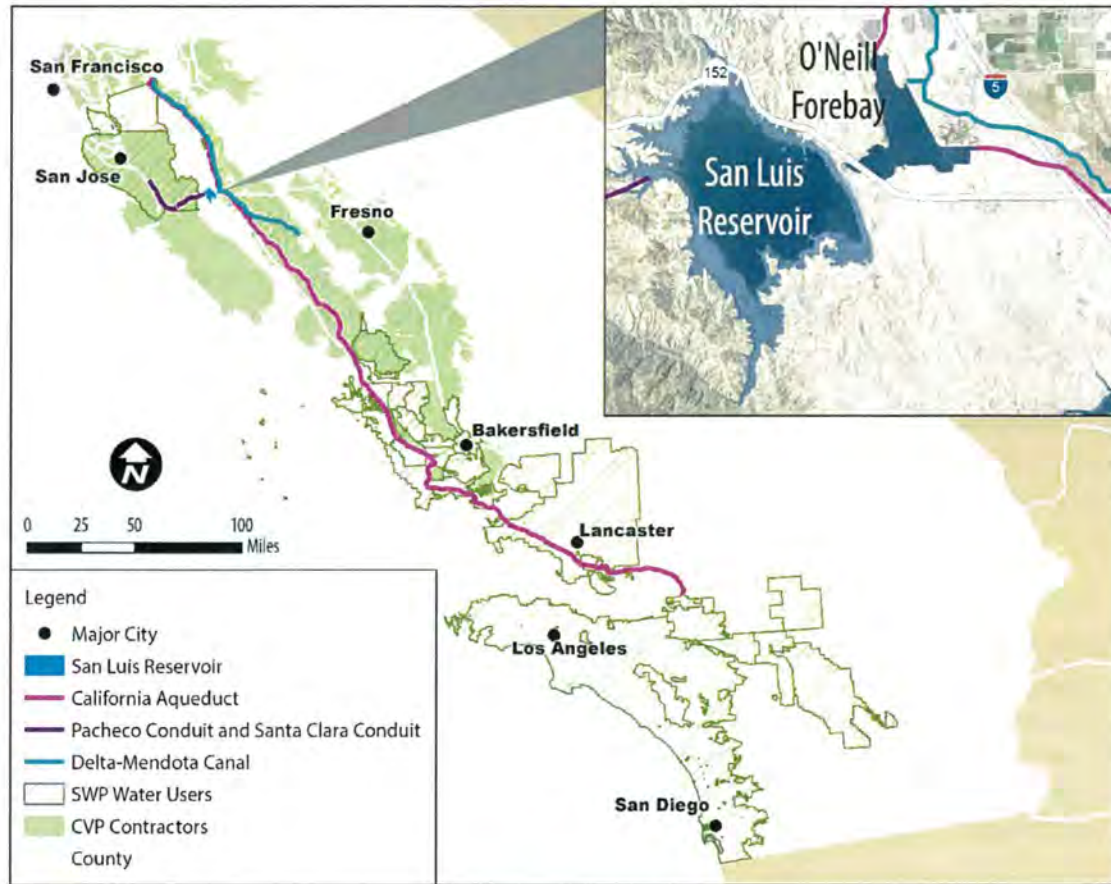 San Francisco
San Jose
Fresno
Bakersfield
Lancaster
Los Angeles
San Diego
152
O'Neill
Forebay
5
San Luis
Reservoir
N
0 25 50 100
Miles
Legend
Major City
San Luis Reservoir
California Aqueduct
Pacheco Conduit and Santa Clara Conduit
Delta-Mendota Canal
SWP Water Users
CVP Contractors
County